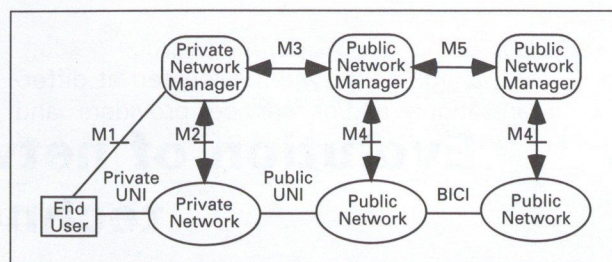 Private
Network
Manager
M3
Public
Network
Manager
M5
Public
Network
Manager
M1
M2
M4
M4
Private
UNI
Public
UNI
BICI
End
User
Private
Network
Public
Network
Public
Network